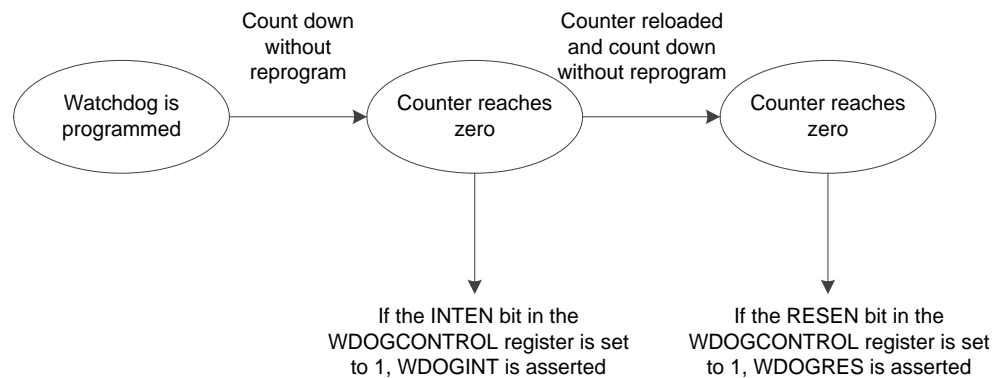 Count down
without
reprogram
Counter reloaded
and count down
without reprogram
Watchdog is
programmed
Counter reaches
zero
Counter reaches
zero
If the INTEN bit in the
WDOGCONTROL register is set
to 1, WDOGINT is asserted
If the RESEN bit in the
WDOGCONTROL register is set
to 1, WDOGRES is asserted